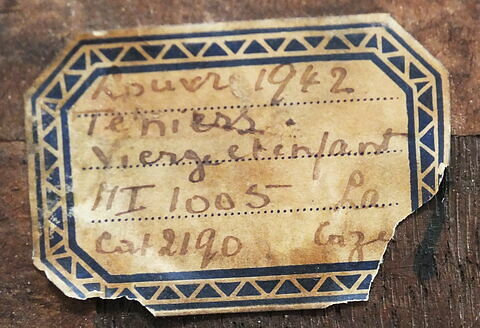 Louvre 1942
Teniers.
Vierge et enfant
MI 1005 La
Cat 2190 Caze